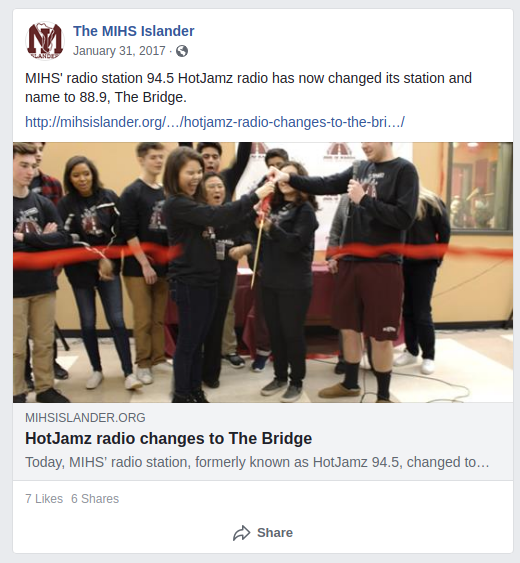 The MIHS Islander
January 31, 2017 ·
MIHS' radio station 94.5 HotJamz radio has now changed its station and
name to 88.9, The Bridge.
http://mihsislander.org/…/hotjamz-radio-changes-to-the-bri…/
MIHSISLANDER.ORG
HotJamz radio changes to The Bridge
Today, MIHS' radio station, formerly known as HotJamz 94.5, changed to…
7 Likes 6 Shares
Share